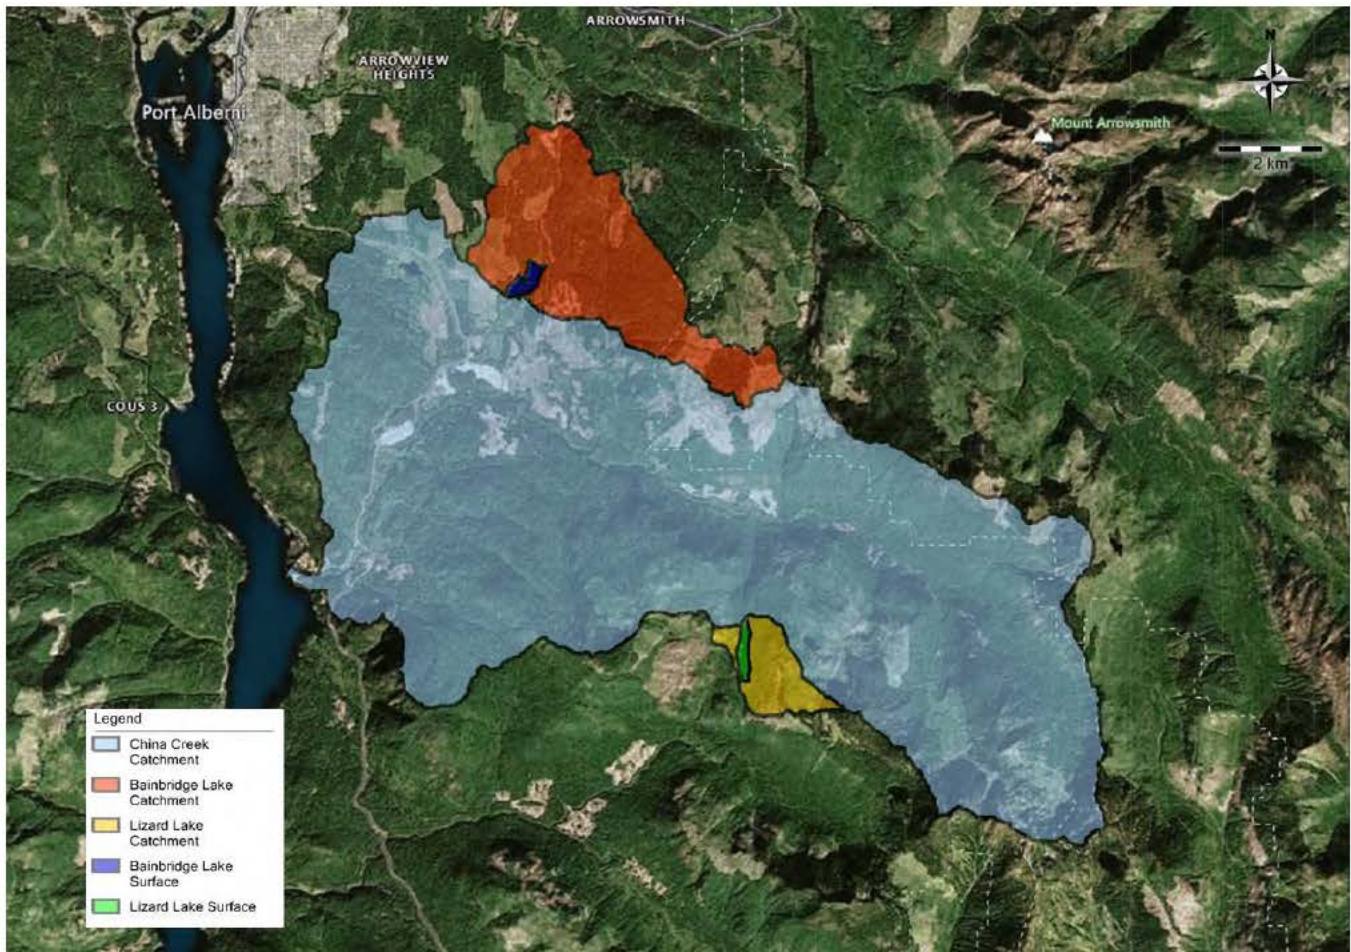 ARROWSMITH
N
ARROWVIEW
HEIGHTS
Port Alberni
Mount Arrowsmith
2 km
COUS 3
Legend
China Creek
Catchment
Bainbridge Lake
Catchment
Lizard Lake
Catchment
Bainbridge Lake
Surface
Lizard Lake Surface